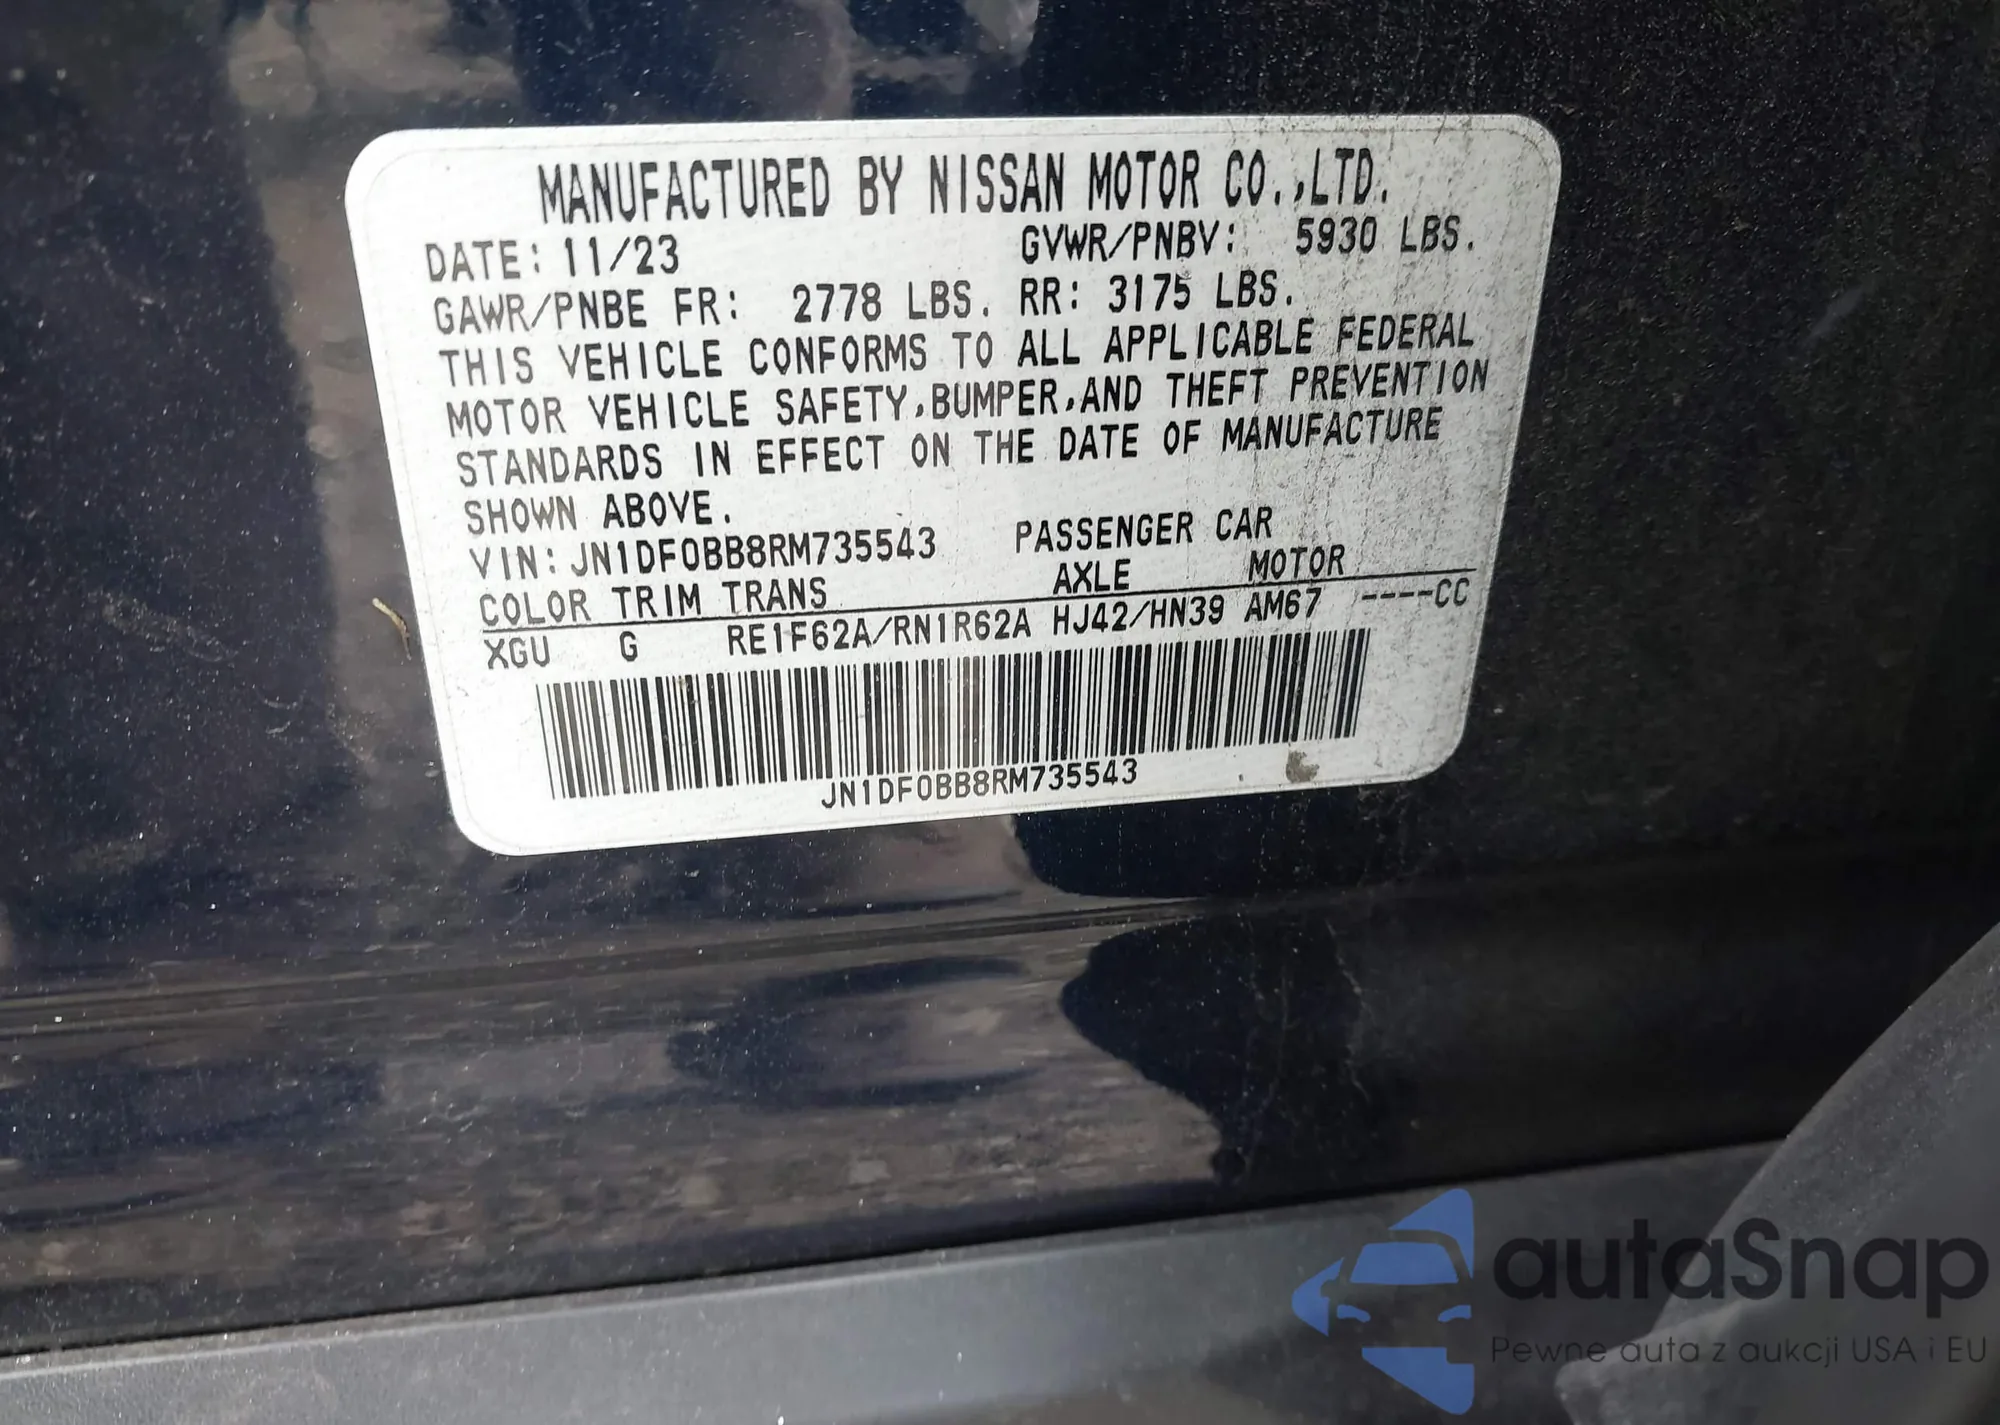 MANUFACTURED BY NISSAN MOTOR CO.,LTD.
DATE: 11/23 GVWR/PNBV: 5930 LBS.
GAWR/PNBE FR: 2778 LBS. RR: 3175 LBS.
THIS VEHICLE CONFORMS TO ALL APPLICABLE FEDERAL
MOTOR VEHICLE SAFETY,BUMPER,AND THEFT PREVENTION
STANDARDS IN EFFECT ON THE DATE OF MANUFACTURE
SHOWN ABOVE.
VIN: JN1DF0BB8RM735543 PASSENGER CAR
COLOR TRIM TRANS AXLE MOTOR
XGU G RE1F62A/RN1R62A HJ42/HN39 AM67 ----CC
JN1DF0BB8RM735543
autaSnap
Pewne auta z aukcji USA i EU